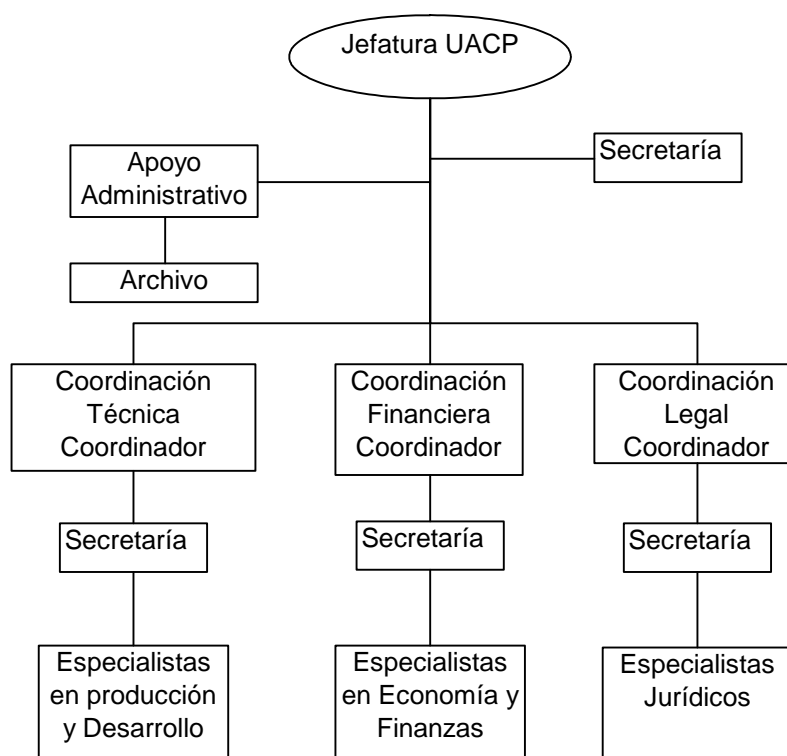 Jefatura UACP
Secretaría
Apoyo
Administrativo
Archivo
Coordinación
Técnica
Coordinador
Coordinación
Financiera
Coordinador
Coordinación
Legal
Coordinador
Secretaría
Secretaría
Secretaría
Especialistas
en producción
y Desarrollo
Especialistas
en Economía y
Finanzas
Especialistas
Jurídicos